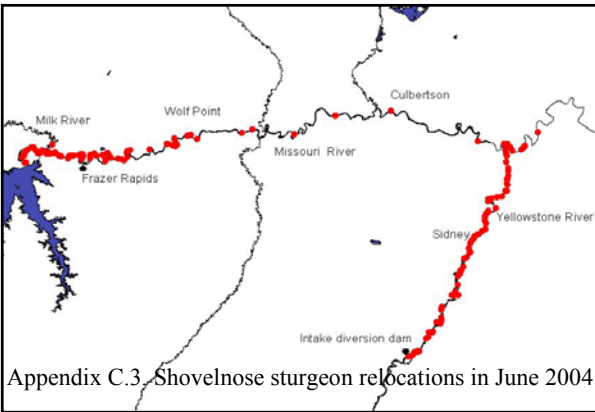 Culbertson
Wolf Point
Milk River
Missouri River
Frazer Rapids
Yellowstone River
Sidney
Intake diversion dam
Appendix C.3. Shovelnose sturgeon relocations in June 2004